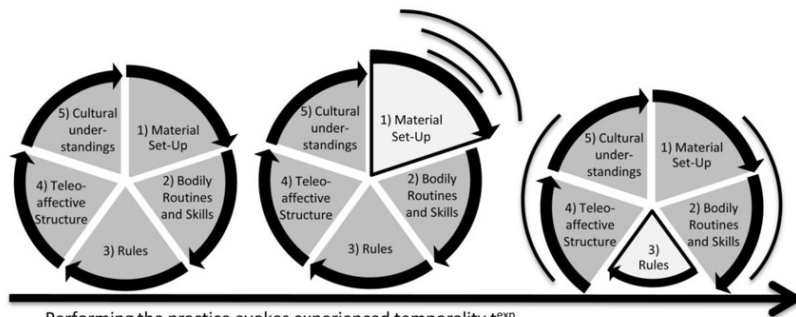 5) Cultural
under-
standings
1) Material
Set-Up
2) Bodily
Routines
and Skills
3) Rules
4) Teleo-
affective
Structure
5) Cultural
under-
standings
1) Material
Set-Up
2) Bodily
Routines
and Skills
3) Rules
4) Teleo-
affective
Structure
5) Cultural
under-
standings
1) Material
Set-Up
2) Bodily
Routines
and Skills
3)
Rules
4) Teleo-
affective
Structure
Performing the practice evokes experienced temporality t^exp